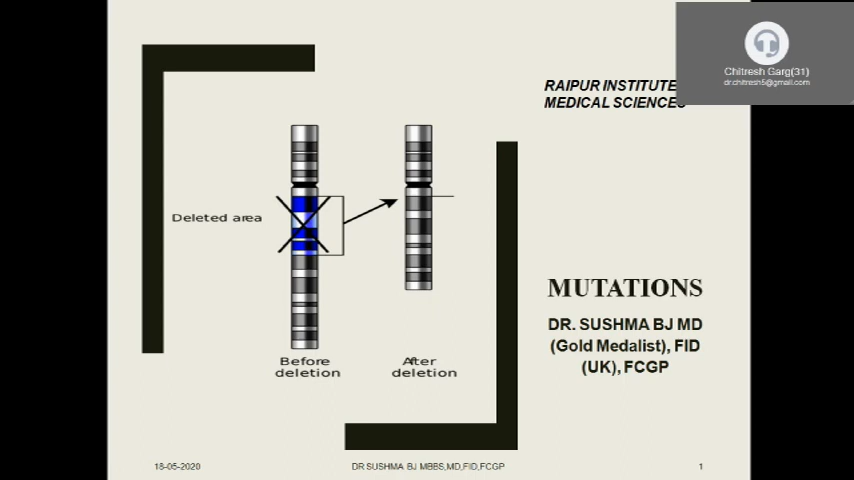 Chitresh Garg(31)
dr.chitresh5@gmail.com
RAIPUR INSTITUTE
MEDICAL SCIENCES
Deleted area
Before
deletion
After
deletion
MUTATIONS
DR. SUSHMA BJ MD
(Gold Medalist), FID
(UK), FCGP
18-05-2020
DR SUSHMA BJ MBBS,MD,FID,FCGP
1